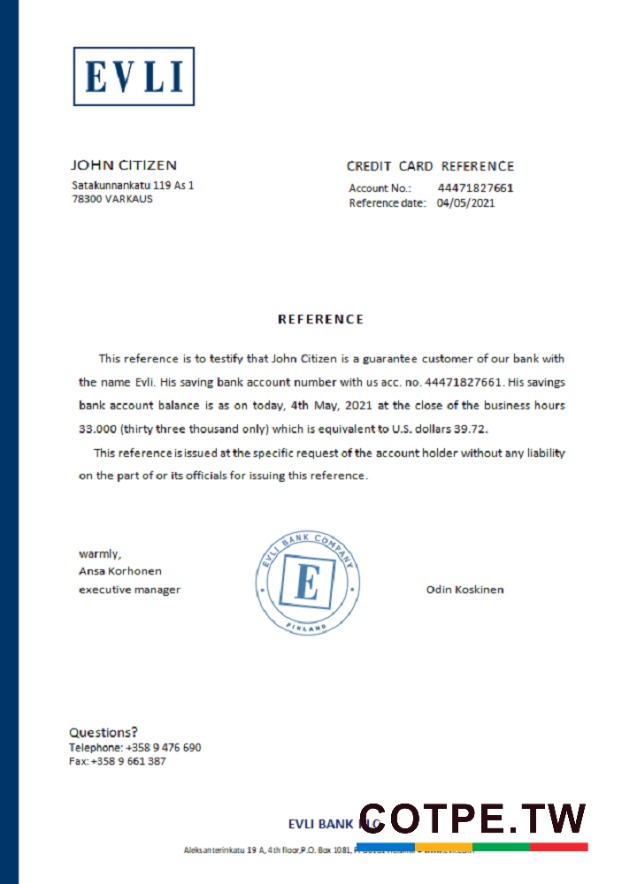 EVLI
JOHN CITIZEN
Satakunnankatu 119 As 1
78300 VARKAUS
CREDIT CARD REFERENCE
Account No.: 44471827661
Reference date: 04/05/2021
REFERENCE
This reference is to testify that John Citizen is a guarantee customer of our bank with
the name Evli. His saving bank account number with us acc. no. 44471827661. His savings
bank account balance is as on today, 4th May, 2021 at the close of the business hours
33.000 (thirty three thousand only) which is equivalent to U.S. dollars 39.72.
This reference is issued at the specific request of the account holder without any liability
on the part of or its officials for issuing this reference.
warmly,
Ansa Korhonen
executive manager
EVLI BANK COMPANY
E
FINLAND
Odin Koskinen
Questions?
Telephone: +358 9 476 690
Fax: +358 9 661 387
EVLI BANK
COTPE.TW
Aleksanterinkatu 19 A, 4th floor,P.O. Box 1081,